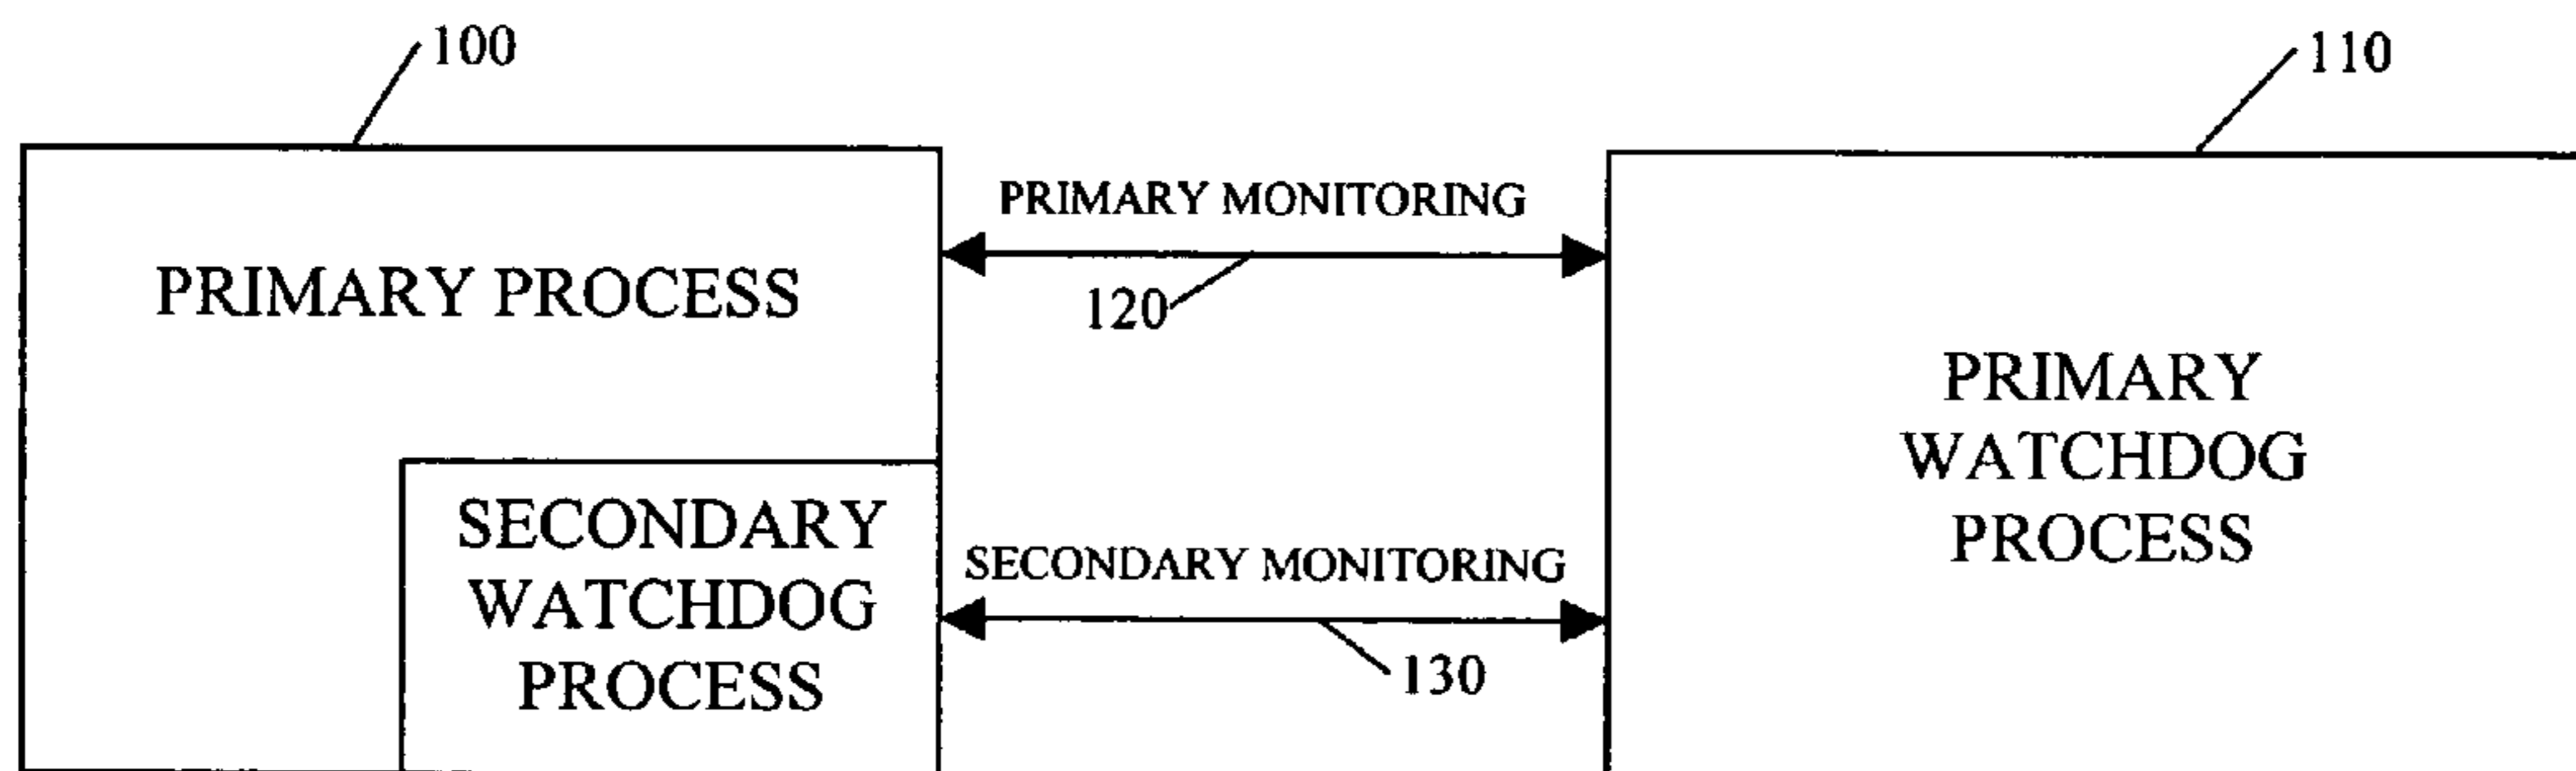 100
110
PRIMARY MONITORING
PRIMARY PROCESS
120
PRIMARY
WATCHDOG
PROCESS
SECONDARY
WATCHDOG
PROCESS
SECONDARY MONITORING
130